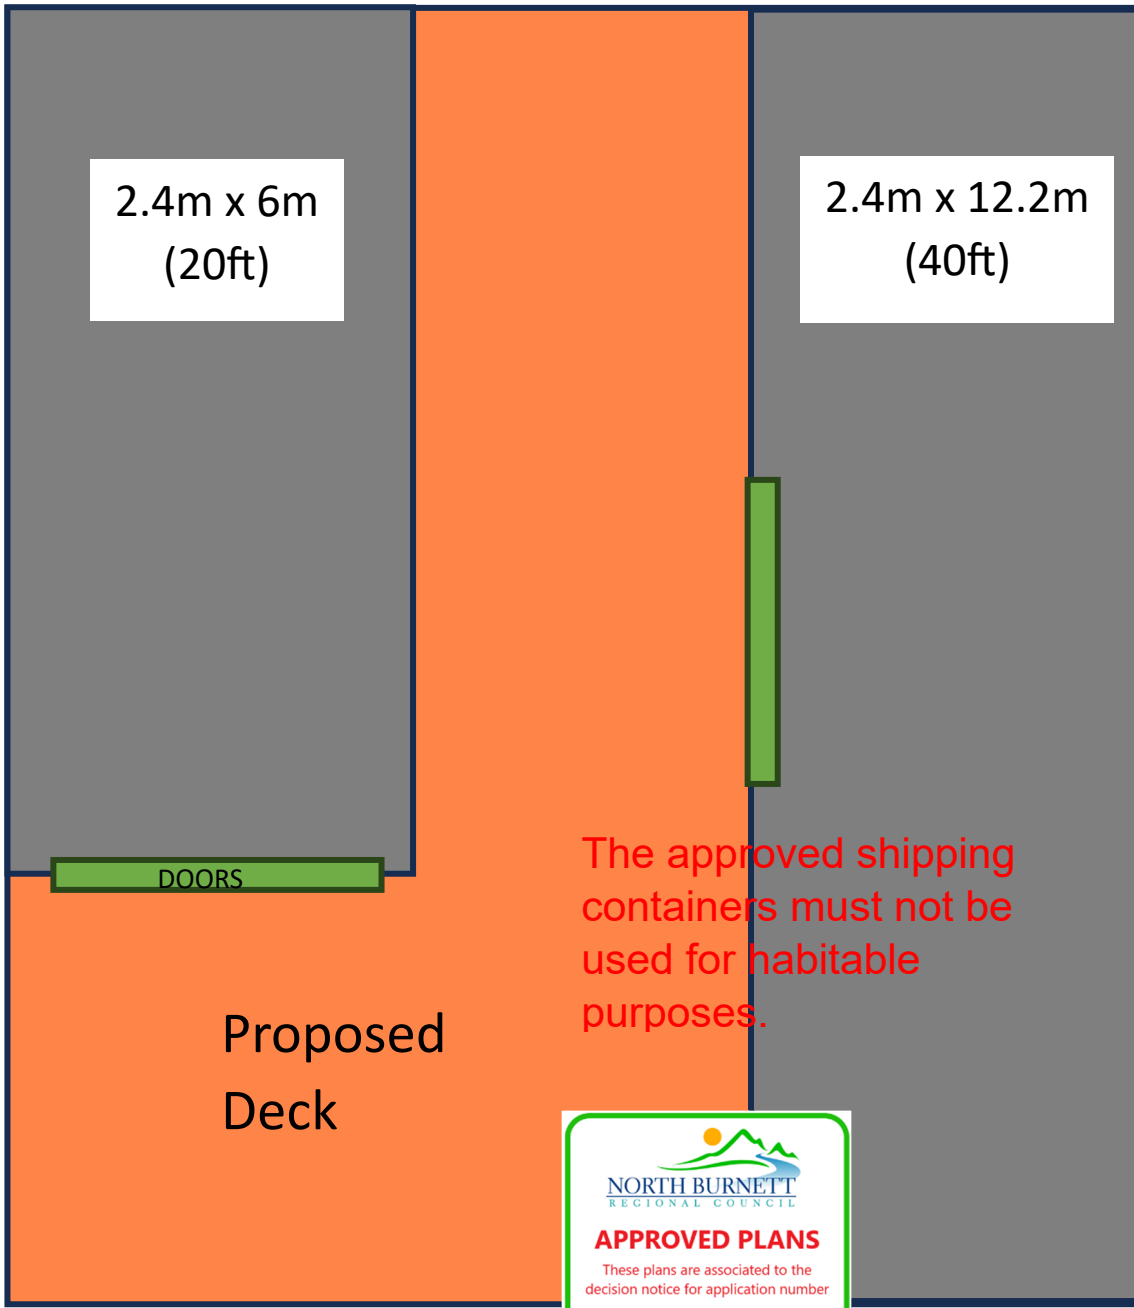 2.4m x 6m
(20ft)
2.4m x 12.2m
(40ft)
DOORS
The approved shipping
containers must not be
used for habitable
purposes.
Proposed
Deck
NORTH BURNETT
REGIONAL COUNCIL
APPROVED PLANS
These plans are associated to the
decision notice for application number